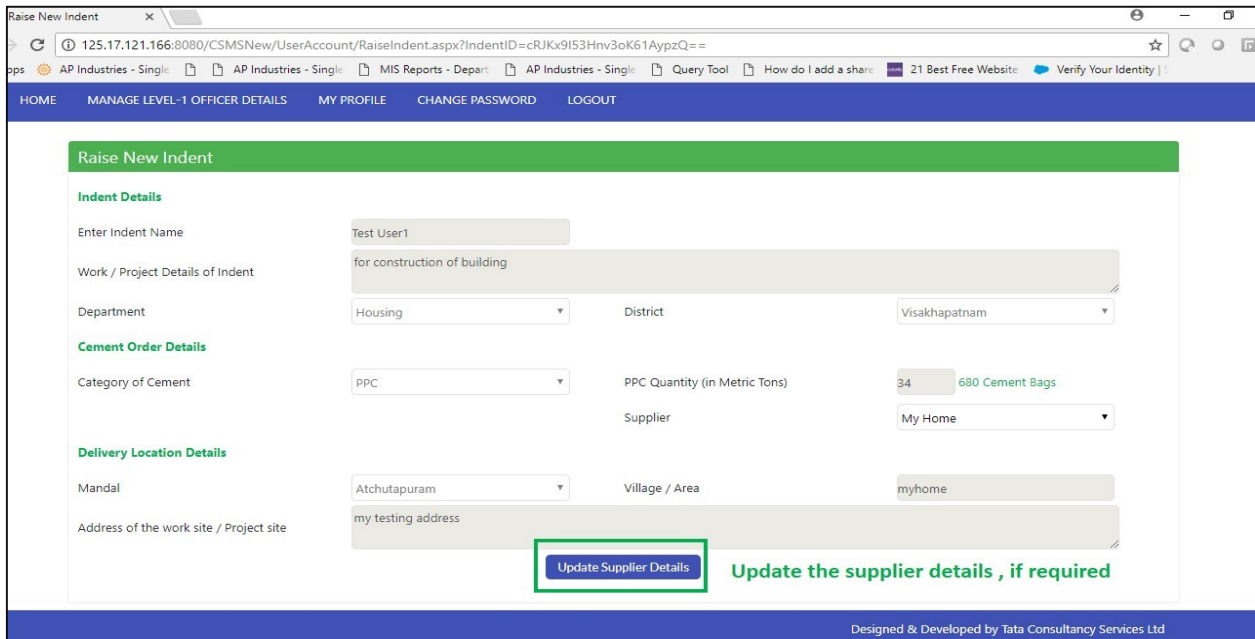 Raise New Indent
125.17.121.166:8080/CSMSNew/UserAccount/RaiseIndent.aspx?IndentID=cRJKx9I53Hnv3oK61AypzQ==
pps AP Industries - Single AP Industries - Single MIS Reports - Depart AP Industries - Single Query Tool How do I add a share 21 Best Free Website Verify Your Identity |
HOME MANAGE LEVEL-1 OFFICER DETAILS MY PROFILE CHANGE PASSWORD LOGOUT
Raise New Indent
Indent Details
Enter Indent Name Test User1
Work / Project Details of Indent for construction of building
Department Housing District Visakhapatnam
Cement Order Details
Category of Cement PPC PPC Quantity (in Metric Tons) 34 680 Cement Bags
Supplier My Home
Delivery Location Details
Mandal Atchutapuram Village / Area myhome
Address of the work site / Project site my testing address
Update Supplier Details Update the supplier details , if required
Designed & Developed by Tata Consultancy Services Ltd